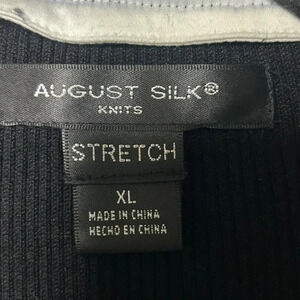 AUGUST SILK®
KNITS
STRETCH
XL
MADE IN CHINA
HECHO EN CHINA